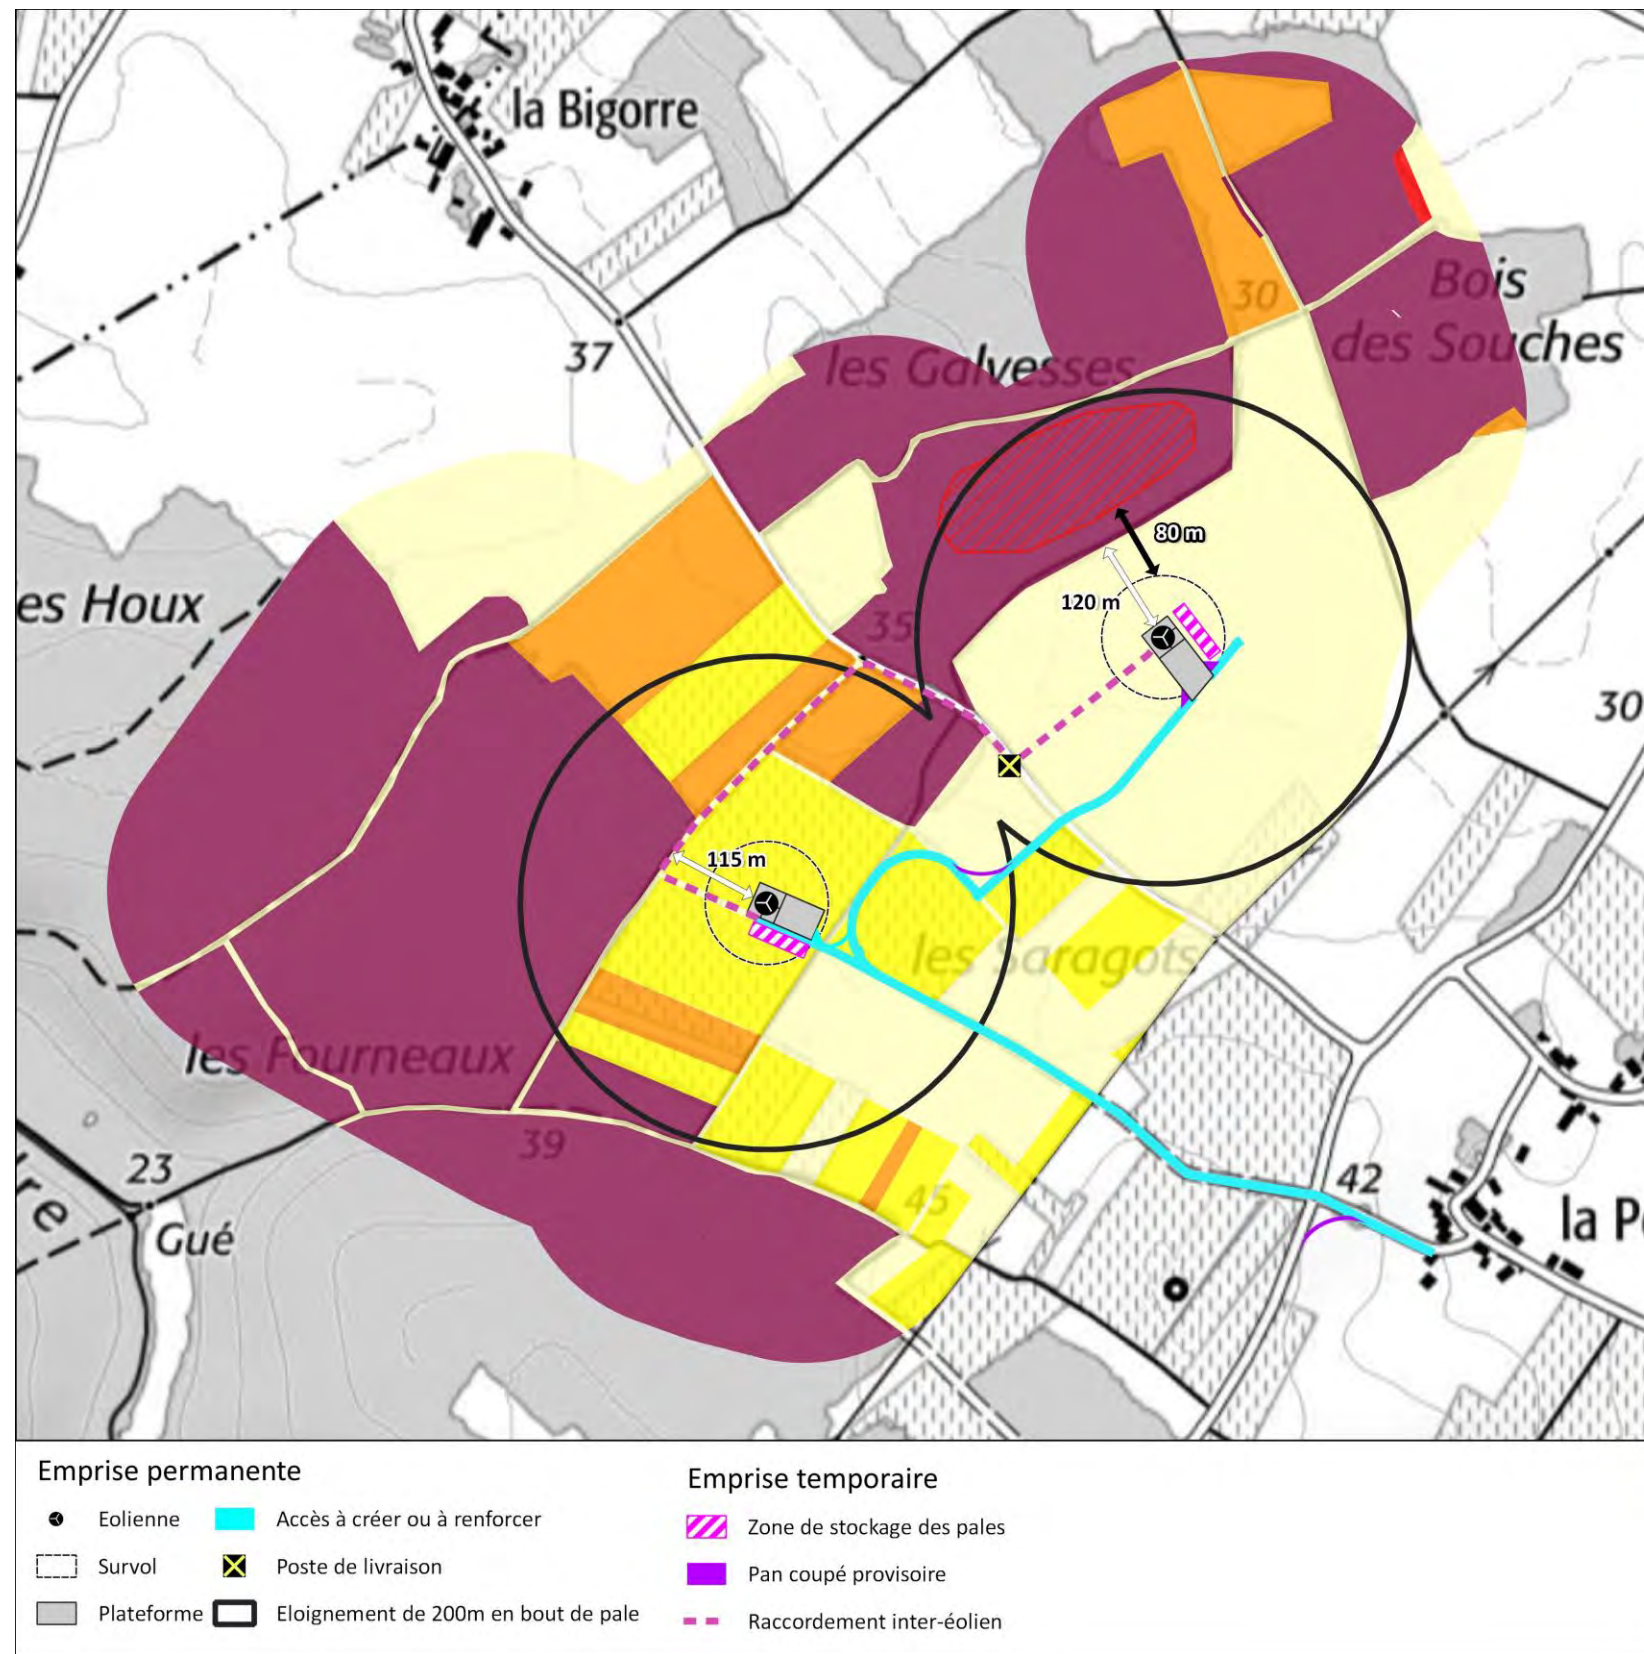 la Bigorre
37
les Galvesses
30
Bois
des Souches
80 m
120 m
es Houx
35
30
115 m
les Saragots
les Fourneaux
39
23
Gué
re
45
42
la P
Emprise permanente
Eolienne
Accès à créer ou à renforcer
Survol
Poste de livraison
Plateforme
Eloignement de 200m en bout de pale
Emprise temporaire
Zone de stockage des pales
Pan coupé provisoire
Raccordement inter-éolien